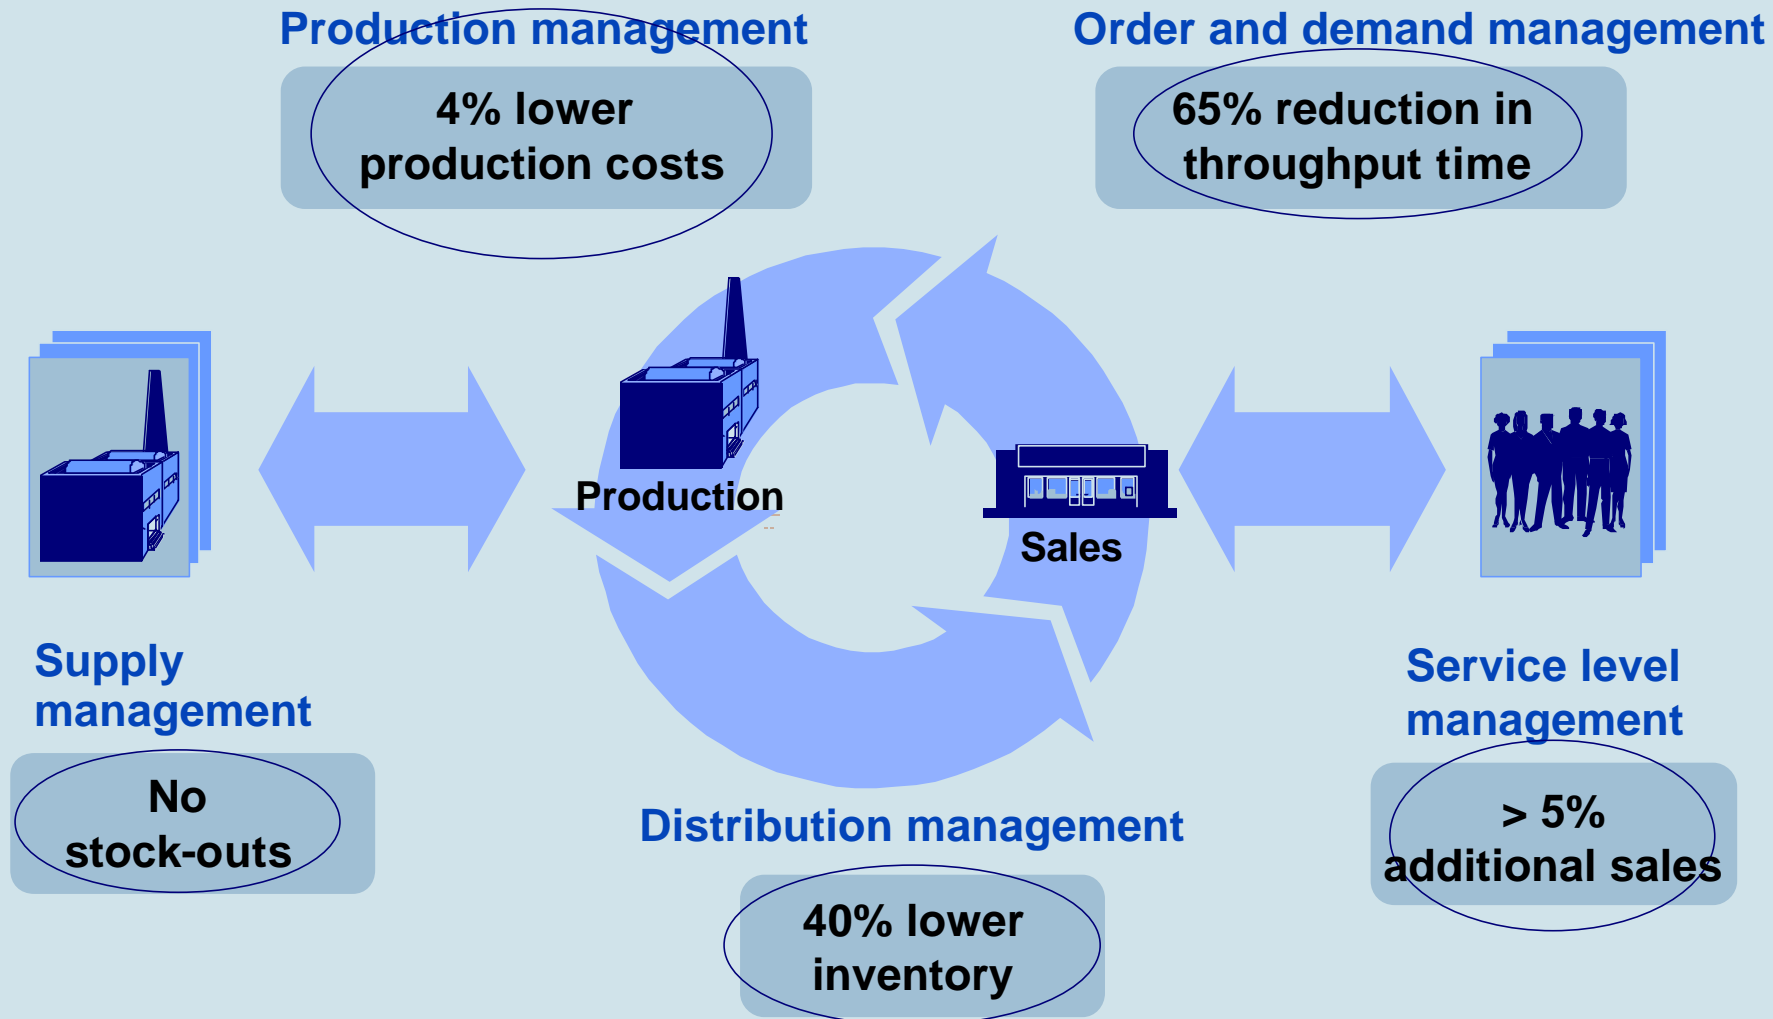 Production management
4% lower
production costs
Order and demand management
65% reduction in
throughput time
Production
Sales
Supply
management
No
stock-outs
Distribution management
40% lower
inventory
Service level
management
> 5%
additional sales